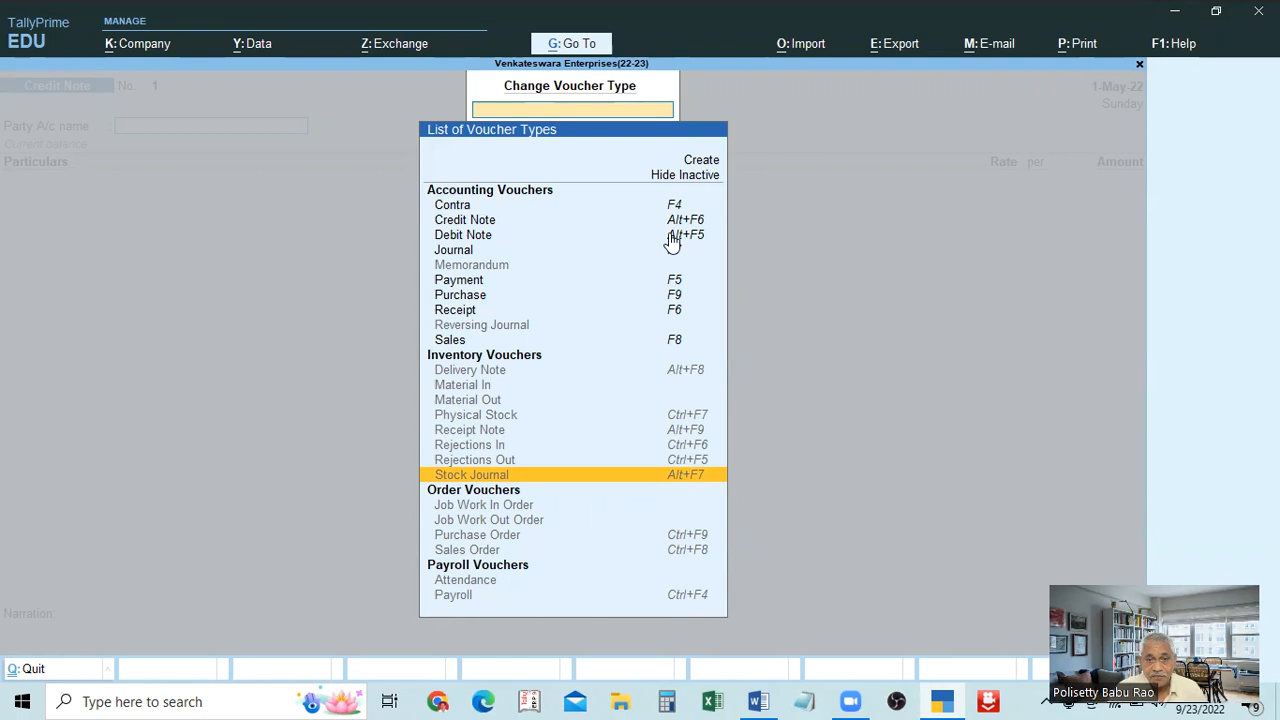 TallyPrime
EDU
MANAGE
K: Company
Y: Data
Z: Exchange
G: Go To
O: Import
E: Export
M: E-mail
P: Print
F1: Help
Venkateswara Enterprises(22-23)
Credit Note No. 1
1-May-22
Sunday
Party A/c name
Current balance
Particulars
Rate per
Amount
Change Voucher Type
List of Voucher Types
Create
Hide Inactive
Accounting Vouchers
Contra F4
Credit Note Alt+F6
Debit Note Alt+F5
Journal
Memorandum
Payment F5
Purchase F9
Receipt F6
Reversing Journal
Sales F8
Inventory Vouchers
Delivery Note Alt+F8
Material In
Material Out
Physical Stock Ctrl+F7
Receipt Note Alt+F9
Rejections In Ctrl+F6
Rejections Out Ctrl+F5
Stock Journal Alt+F7
Order Vouchers
Job Work In Order
Job Work Out Order
Purchase Order Ctrl+F9
Sales Order Ctrl+F8
Payroll Vouchers
Attendance
Payroll Ctrl+F4
Narration:
Q: Quit
Polisetty Babu Rao
Type here to search
9/23/2022